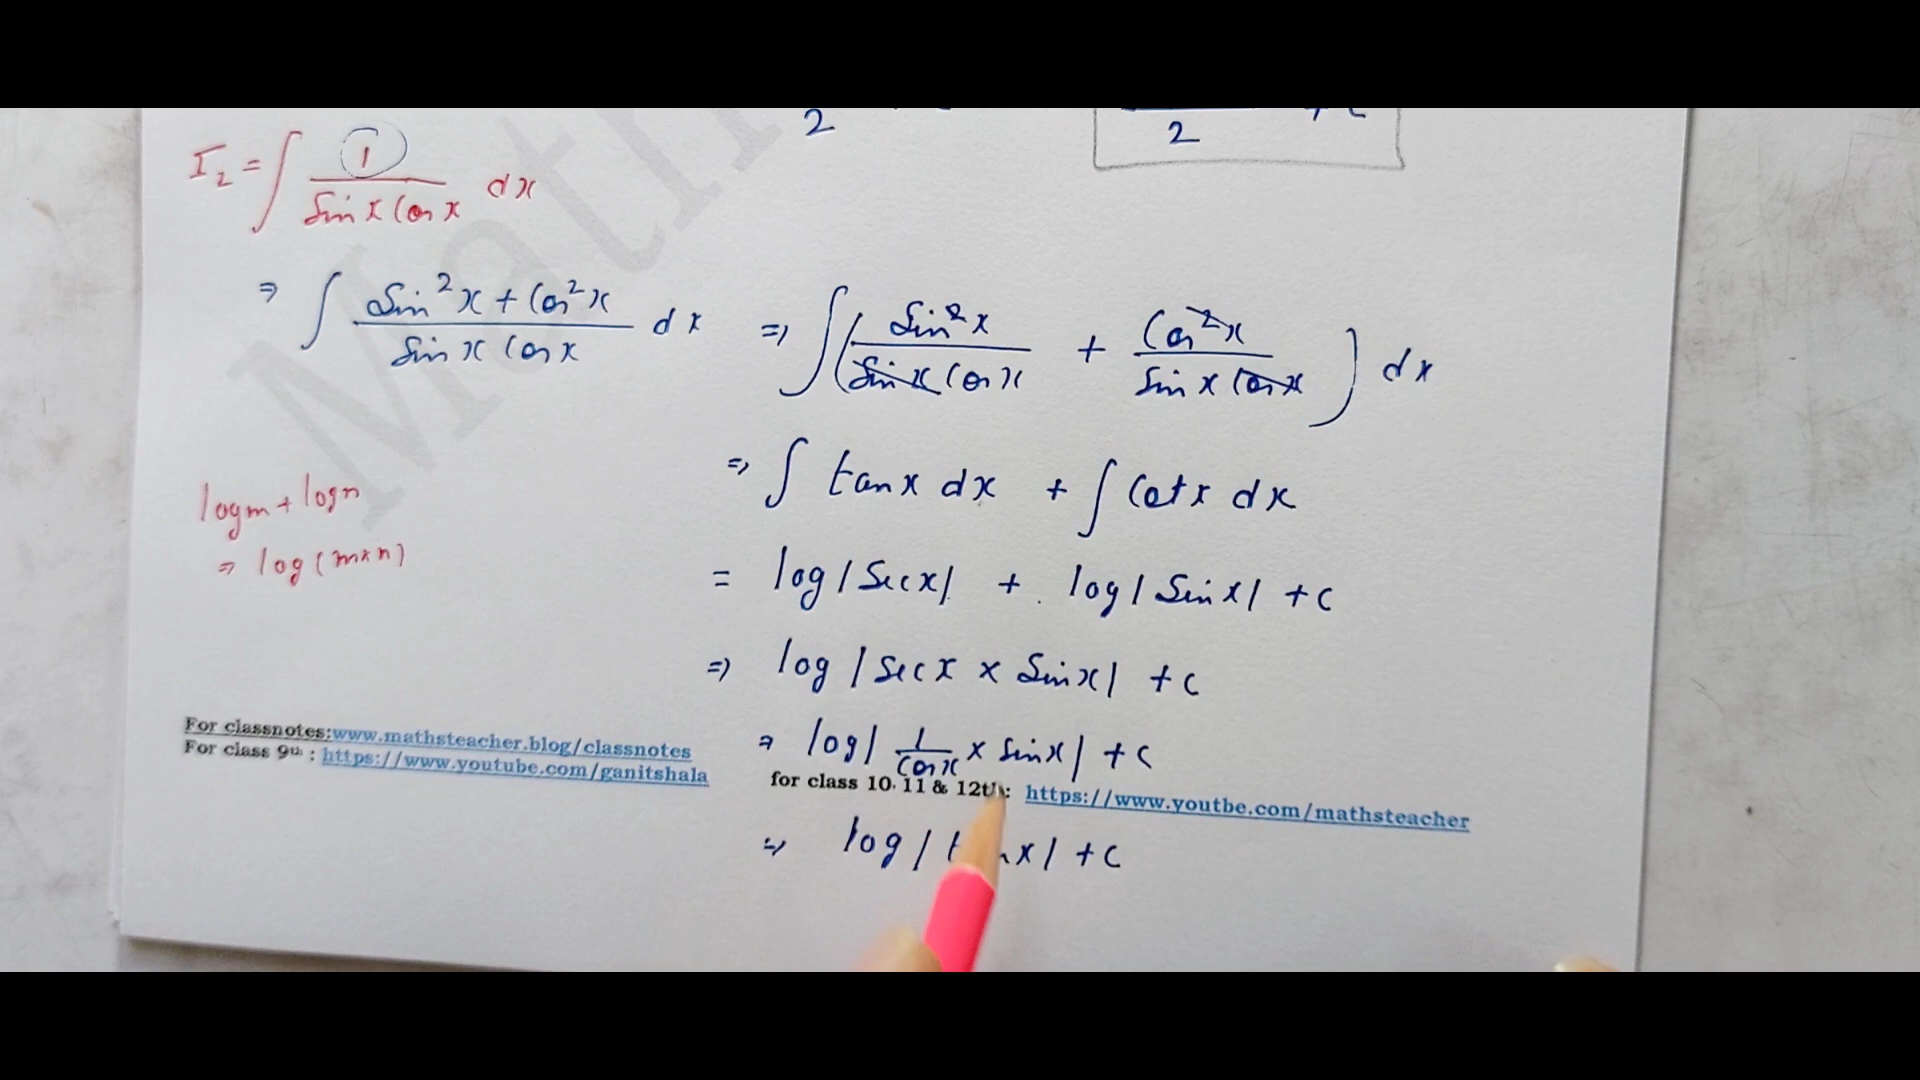 2 2
I₂ = ∫ 1 / (Sin x Cos x) dx
⇒ ∫ (Sin²x + Cos²x) / (Sin x Cos x) dx ⇒ ∫ ( Sin²x / (Sin x Cos x) + Cos²x / (Sin x Cos x) ) dx
⇒ ∫ tan x dx + ∫ Cot x dx
log m + log n
⇒ log (m×n)
= log |Sec x| + log |Sin x| + C
⇒ log |Sec x × Sin x| + C
⇒ log | 1/Cos x × Sin x | + C
For classnotes:www.mathsteacher.blog/classnotes
For class 9th : https://www.youtube.com/ganitshala
for class 10, 11 & 12th: https://www.youtbe.com/mathsteacher
⇒ log | x| + C
Math